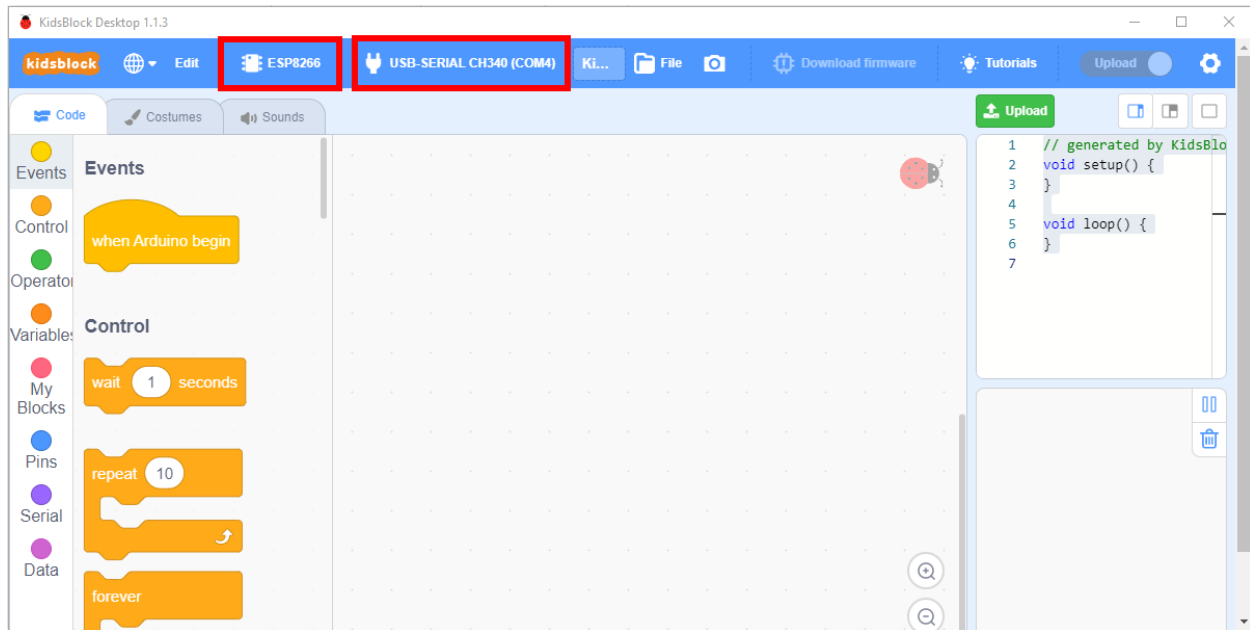 KidsBlock Desktop 1.1.3
kidsblock Edit ESP8266 USB-SERIAL CH340 (COM4) Ki... File Download firmware Tutorials Upload
Code Costumes Sounds
Upload
Events
Control
Operator
Variables
My
Blocks
Pins
Serial
Data
Events
when Arduino begin
Control
wait 1 seconds
repeat 10
forever
1 // generated by KidsBlo
2 void setup() {
3 }
4
5 void loop() {
6 }
7